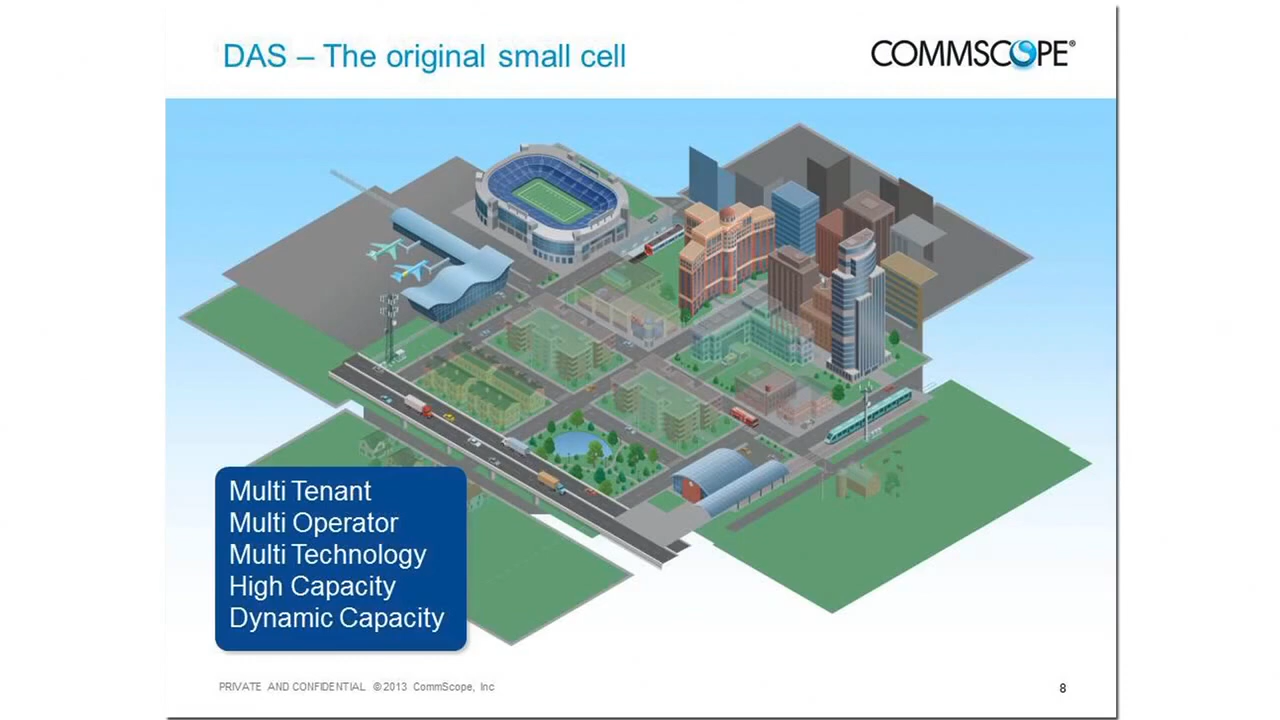 DAS – The original small cell
COMMSCOPE®
Multi Tenant
Multi Operator
Multi Technology
High Capacity
Dynamic Capacity
PRIVATE AND CONFIDENTIAL © 2013 CommScope, Inc
8